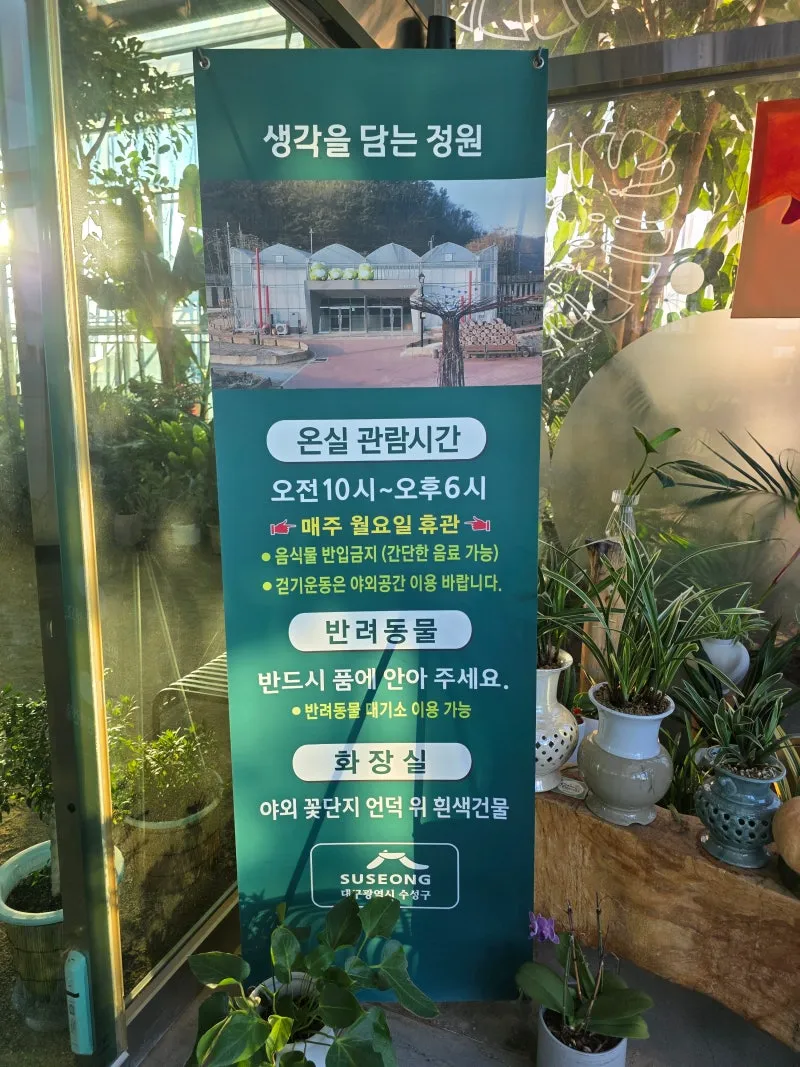 생각을 담는 정원
온실 관람시간
오전10시~오후6시
매주 월요일 휴관
• 음식물 반입금지 (간단한 음료 가능)
• 걷기운동은 야외공간 이용 바랍니다.
반려동물
반드시 품에 안아 주세요.
• 반려동물 대기소 이용 가능
화장실
야외 꽃단지 언덕 위 흰색건물
SUSEONG
대구광역시 수성구